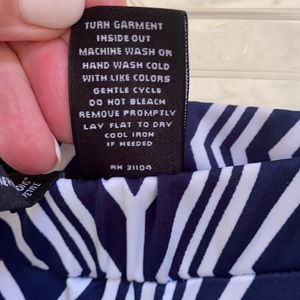 TURN GARMENT
INSIDE OUT
MACHINE WASH OR
HAND WASH COLD
WITH LIKE COLORS
GENTLE CYCLE
DO NOT BLEACH
REMOVE PROMPTLY
LAY FLAT TO DRY
COOL IRON
IF NEEDED
RN 31104
PETITE